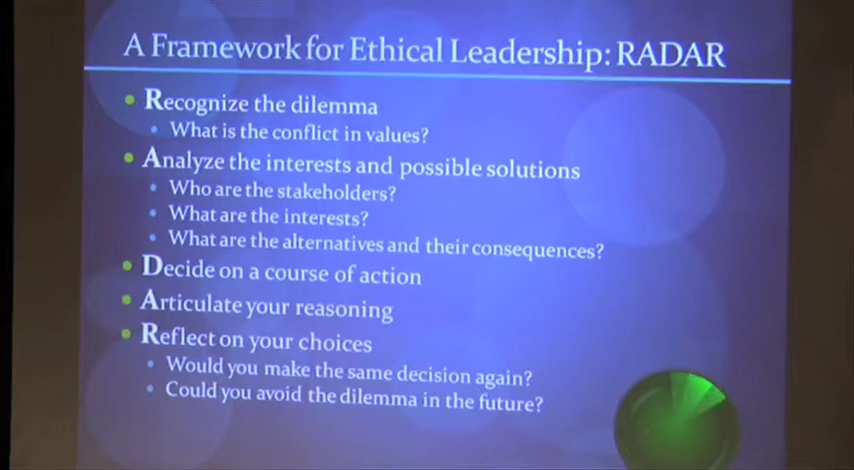 A Framework for Ethical Leadership: RADAR
Recognize the dilemma
What is the conflict in values?
Analyze the interests and possible solutions
Who are the stakeholders?
What are the interests?
What are the alternatives and their consequences?
Decide on a course of action
Articulate your reasoning
Reflect on your choices
Would you make the same decision again?
Could you avoid the dilemma in the future?